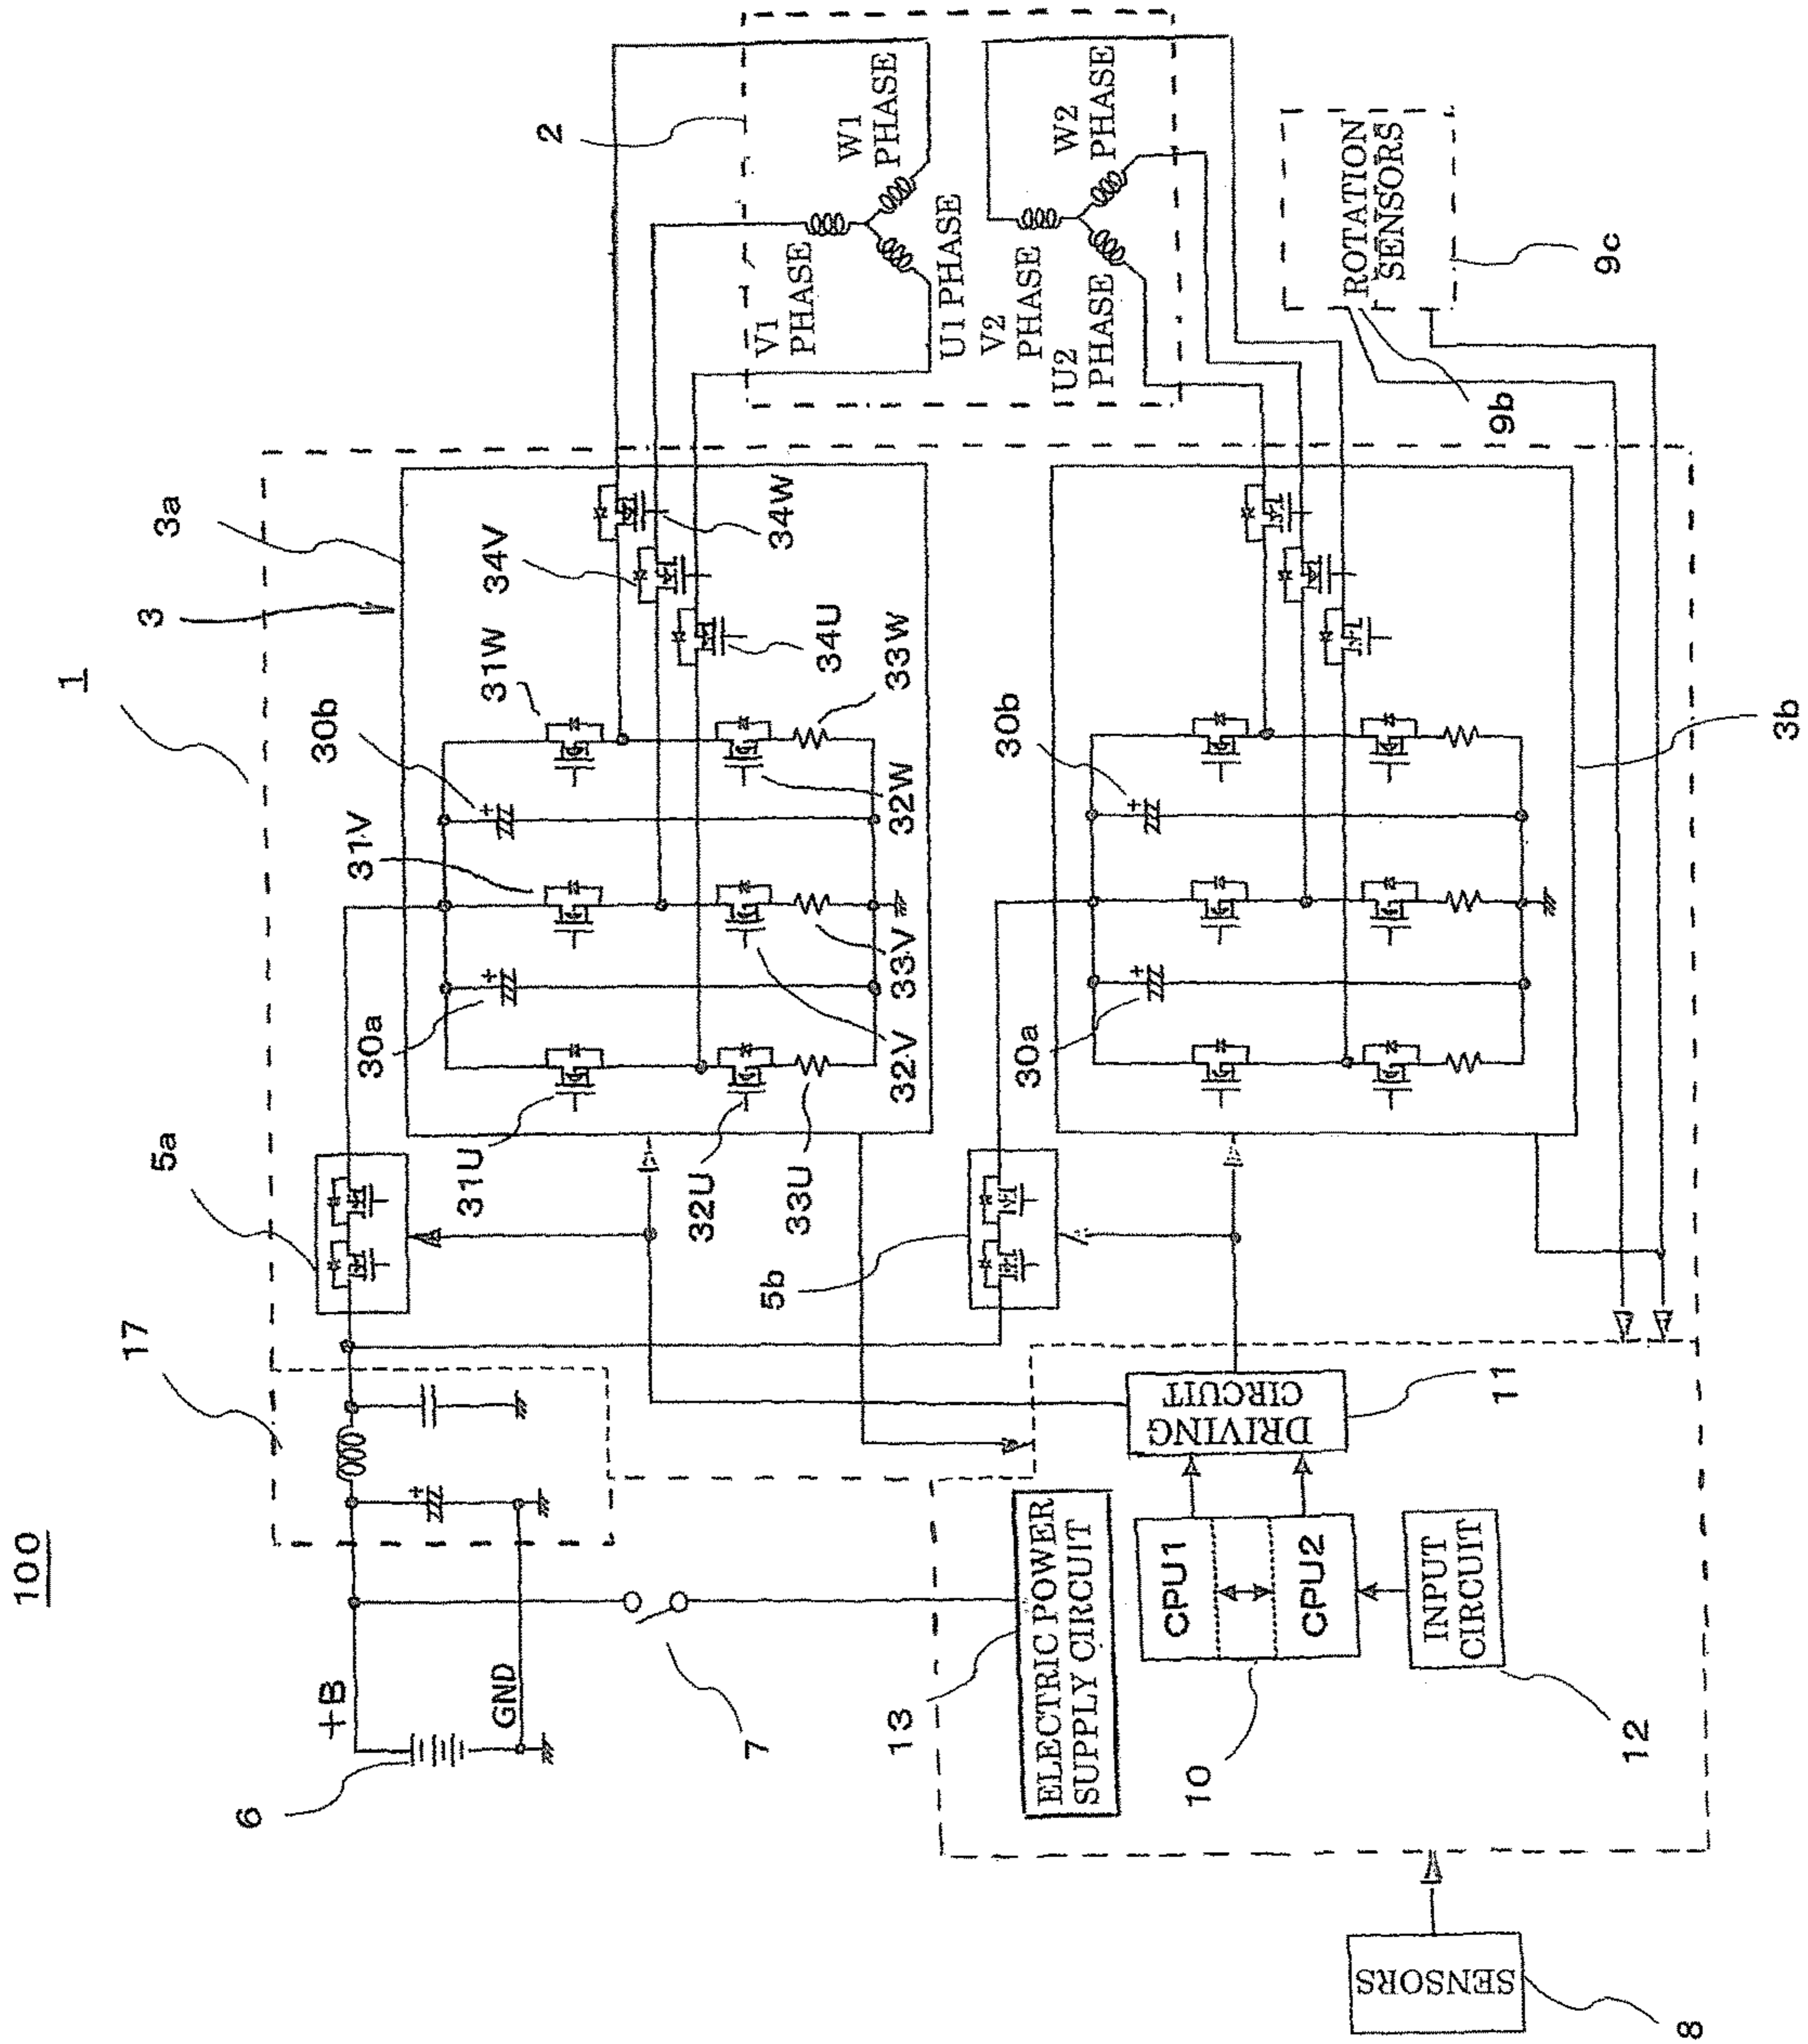 100
1
17
5a
3
3a
2
6
+B
GND
7
13
ELECTRIC POWER
SUPPLY CIRCUIT
10
CPU1
CPU2
INPUT
CIRCUIT
12
DRIVING
CIRCUIT
11
SENSORS
8
5b
31U
32U
33U
30a
31V
32V
33V
30b
31W
32W
33W
34V
34W
34U
30a
30b
3b
V1
PHASE
W1
PHASE
U1 PHASE
V2
PHASE
U2
PHASE
W2
PHASE
ROTATION
SENSORS
9b
9c